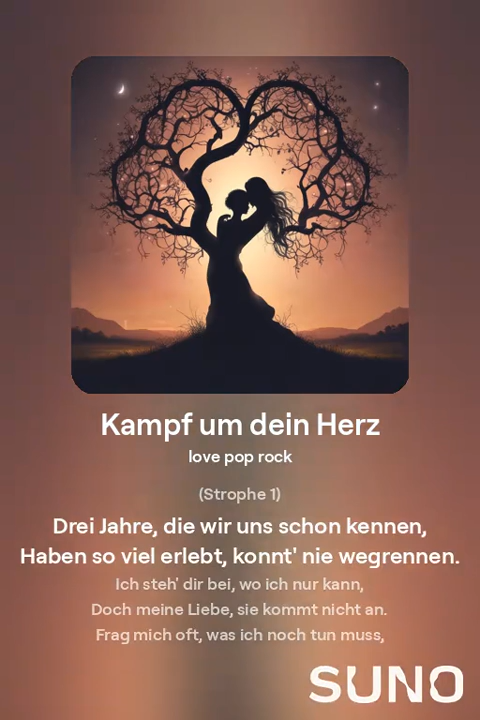 Kampf um dein Herz
love pop rock
(Strophe 1)
Drei Jahre, die wir uns schon kennen,
Haben so viel erlebt, konnt' nie wegrennen.
Ich steh' dir bei, wo ich nur kann,
Doch meine Liebe, sie kommt nicht an.
Frag mich oft, was ich noch tun muss,
SUNO